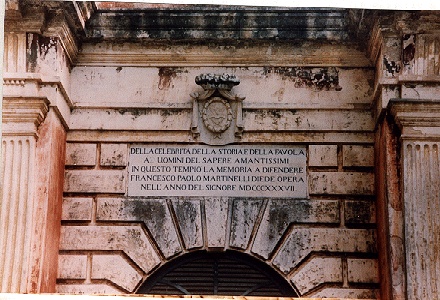 DELLA CELEBRITA DELLA STORIA E DELLA FAVOLA
A UOMINI DEL SAPERE AMANTISSIMI
IN QUESTO TEMPIO LA MEMORIA A DIFENDERE
FRANCESCO PAOLO MARTINELLI DIEDE OPERA
NELL'ANNO DEL SIGNORE MDCCCXXXVII